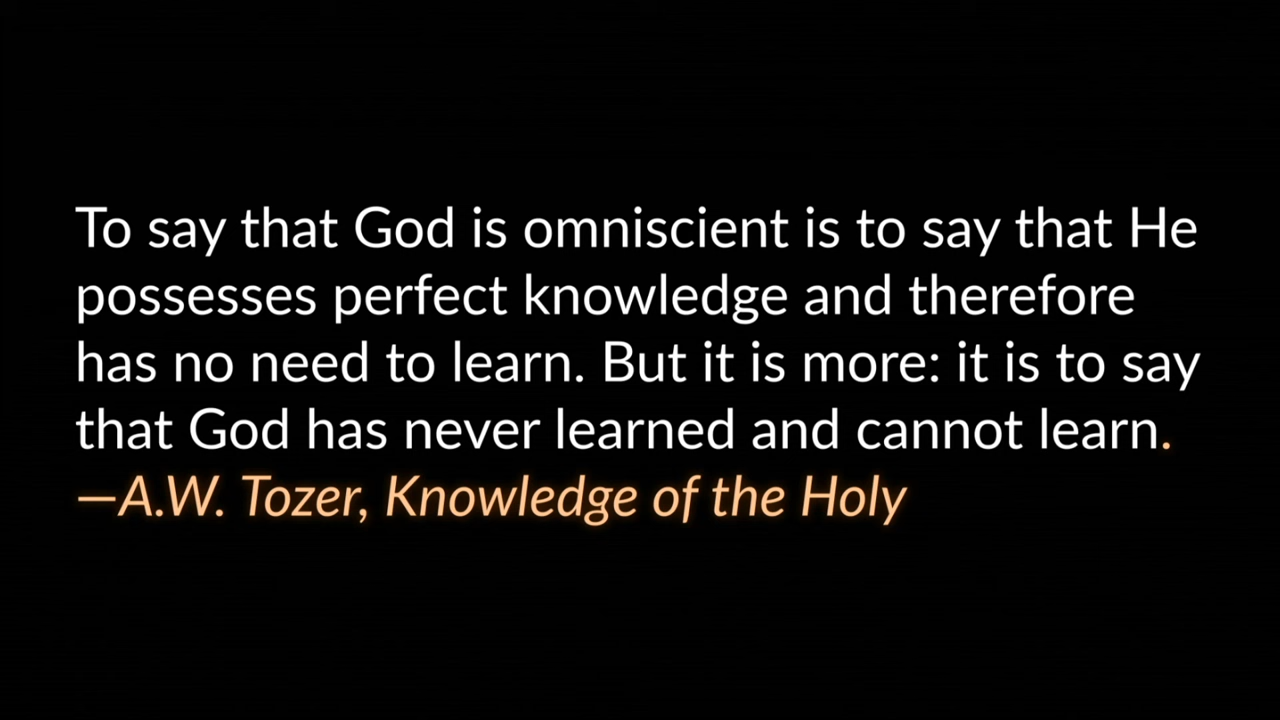 To say that God is omniscient is to say that He
possesses perfect knowledge and therefore
has no need to learn. But it is more: it is to say
that God has never learned and cannot learn.
—A.W. Tozer, Knowledge of the Holy